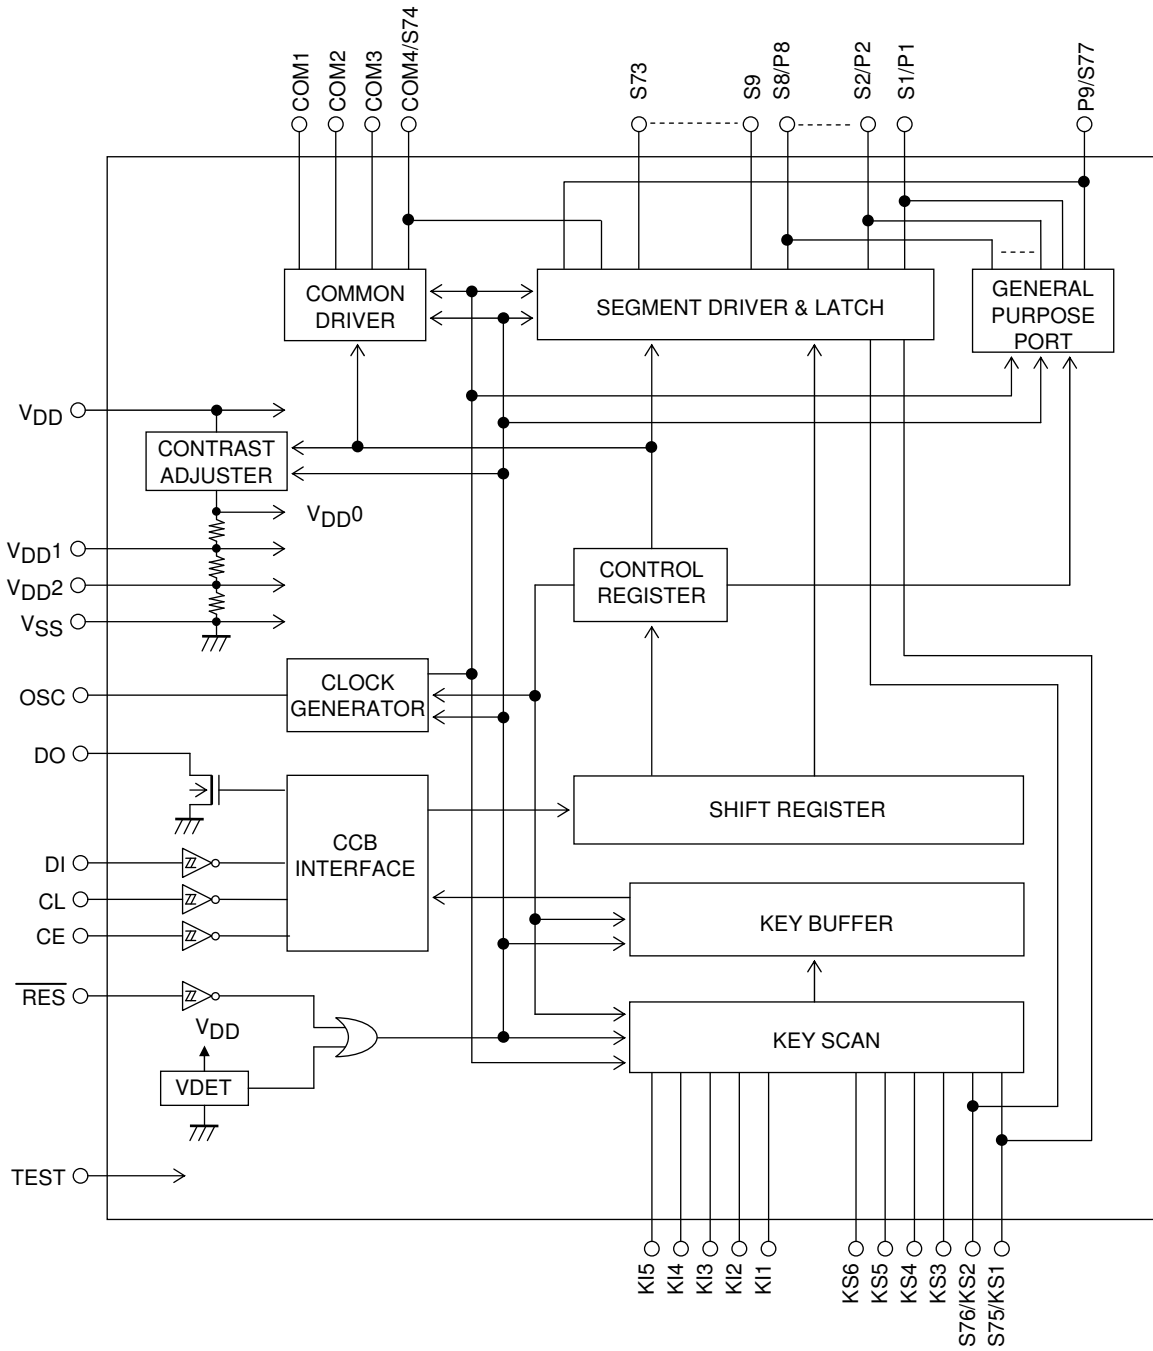 COM1
COM2
COM3
COM4/S74
S73
S9
S8/P8
S2/P2
S1/P1
P9/S77
COMMON
DRIVER
SEGMENT DRIVER & LATCH
GENERAL
PURPOSE
PORT
VDD
CONTRAST
ADJUSTER
VDD0
VDD1
VDD2
VSS
CONTROL
REGISTER
OSC
CLOCK
GENERATOR
DO
SHIFT REGISTER
CCB
INTERFACE
DI
CL
CE
KEY BUFFER
RES
VDD
VDET
KEY SCAN
TEST
KI5
KI4
KI3
KI2
KI1
KS6
KS5
KS4
KS3
S76/KS2
S75/KS1